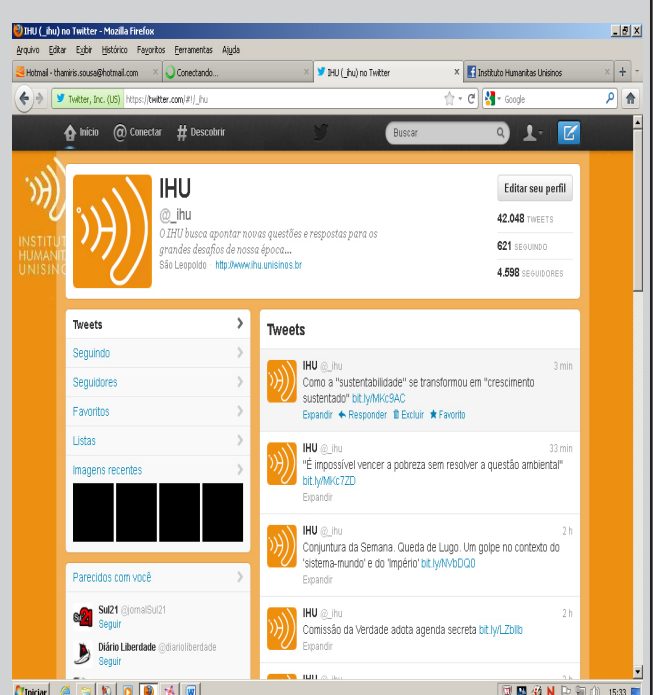 IHU (_ihu) no Twitter - Mozilla Firefox
Arquivo Editar Exibir Histórico Favoritos Ferramentas Ajuda
Hotmail - thamiris.sousa@hotmail.com × Conectando... × IHU (_ihu) no Twitter × Instituto Humanitas Unisinos × +
Twitter, Inc. (US) https://twitter.com/#!/_ihu Google
Início @ Conectar # Descobrir Buscar
IHU
@_ihu
O IHU busca apontar novas questões e respostas para os
grandes desafios de nossa época...
São Leopoldo http://www.ihu.unisinos.br
Editar seu perfil
42.048 TWEETS
621 SEGUINDO
4.598 SEGUIDORES
INSTITUT
HUMANIT
UNISINO
Tweets
Seguindo
Seguidores
Favoritos
Listas
Imagens recentes
Parecidos com você
Sul21 @jornalSul21
Seguir
Diário Liberdade @diarioliberdade
Seguir
Tweets
IHU @_ihu 3 min
Como a "sustentabilidade" se transformou em "crescimento
sustentado" bit.ly/MKc9AC
Expandir Responder Excluir Favorito
IHU @_ihu 33 min
"É impossível vencer a pobreza sem resolver a questão ambiental"
bit.ly/MKc7ZD
Expandir
IHU @_ihu 2 h
Conjuntura da Semana. Queda de Lugo. Um golpe no contexto do
'sistema-mundo' e do 'Império' bit.ly/NVbDQ0
Expandir
IHU @_ihu 2 h
Comissão da Verdade adota agenda secreta
Expandir
IHU @_ihu 2 h
Iniciar 15:33